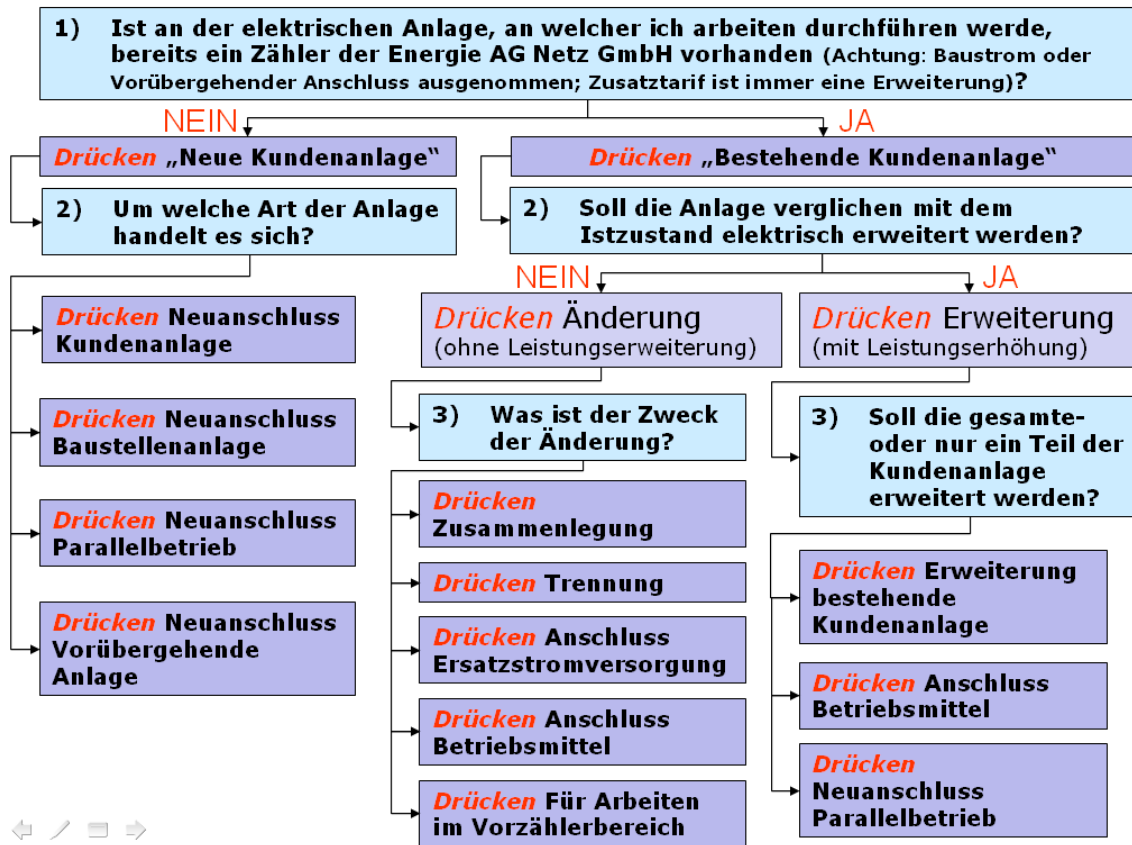 1) Ist an der elektrischen Anlage, an welcher ich arbeiten durchführen werde,
bereits ein Zähler der Energie AG Netz GmbH vorhanden (Achtung: Baustrom oder
Vorübergehender Anschluss ausgenommen; Zusatztarif ist immer eine Erweiterung)?
NEIN
JA
Drücken „Neue Kundenanlage“
Drücken „Bestehende Kundenanlage“
2) Um welche Art der Anlage
handelt es sich?
2) Soll die Anlage verglichen mit dem
Istzustand elektrisch erweitert werden?
Drücken Neuanschluss
Kundenanlage
Drücken Neuanschluss
Baustellenanlage
Drücken Neuanschluss
Parallelbetrieb
Drücken Neuanschluss
Vorübergehende
Anlage
NEIN
JA
Drücken Änderung
(ohne Leistungserweiterung)
Drücken Erweiterung
(mit Leistungserhöhung)
3) Was ist der Zweck
der Änderung?
Drücken
Zusammenlegung
Drücken Trennung
Drücken Anschluss
Ersatzstromversorgung
Drücken Anschluss
Betriebsmittel
Drücken Für Arbeiten
im Vorzählerbereich
3) Soll die gesamte-
oder nur ein Teil der
Kundenanlage
erweitert werden?
Drücken Erweiterung
bestehende
Kundenanlage
Drücken Anschluss
Betriebsmittel
Drücken
Neuanschluss
Parallelbetrieb